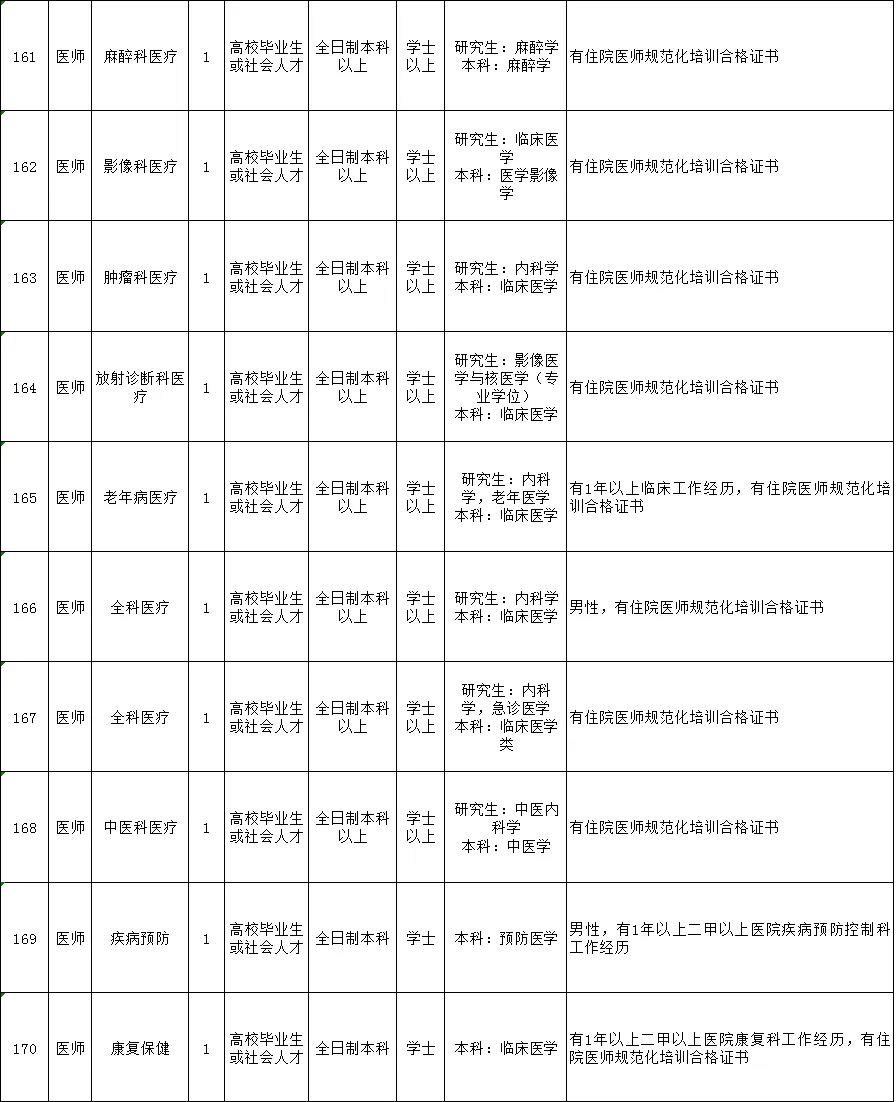 161 医师 麻醉科医疗 1 高校毕业生或社会人才 全日制本科以上 学士以上 研究生：麻醉学 本科：麻醉学 有住院医师规范化培训合格证书
162 医师 影像科医疗 1 高校毕业生或社会人才 全日制本科以上 学士以上 研究生：临床医学 本科：医学影像学 有住院医师规范化培训合格证书
163 医师 肿瘤科医疗 1 高校毕业生或社会人才 全日制本科以上 学士以上 研究生：内科学 本科：临床医学 有住院医师规范化培训合格证书
164 医师 放射诊断科医疗 1 高校毕业生或社会人才 全日制本科以上 学士以上 研究生：影像医学与核医学（专业学位） 本科：临床医学 有住院医师规范化培训合格证书
165 医师 老年病医疗 1 高校毕业生或社会人才 全日制本科以上 学士以上 研究生：内科学，老年医学 本科：临床医学 有1年以上临床工作经历，有住院医师规范化培训合格证书
166 医师 全科医疗 1 高校毕业生或社会人才 全日制本科以上 学士以上 研究生：内科学 本科：临床医学 男性，有住院医师规范化培训合格证书
167 医师 全科医疗 1 高校毕业生或社会人才 全日制本科以上 学士以上 研究生：内科学，急诊医学 本科：临床医学类 有住院医师规范化培训合格证书
168 医师 中医科医疗 1 高校毕业生或社会人才 全日制本科以上 学士以上 研究生：中医内科学 本科：中医学 有住院医师规范化培训合格证书
169 医师 疾病预防 1 高校毕业生或社会人才 全日制本科 学士 本科：预防医学 男性，有1年以上二甲以上医院疾病预防控制科工作经历
170 医师 康复保健 1 高校毕业生或社会人才 全日制本科 学士 本科：临床医学 有1年以上二甲以上医院康复科工作经历，有住院医师规范化培训合格证书